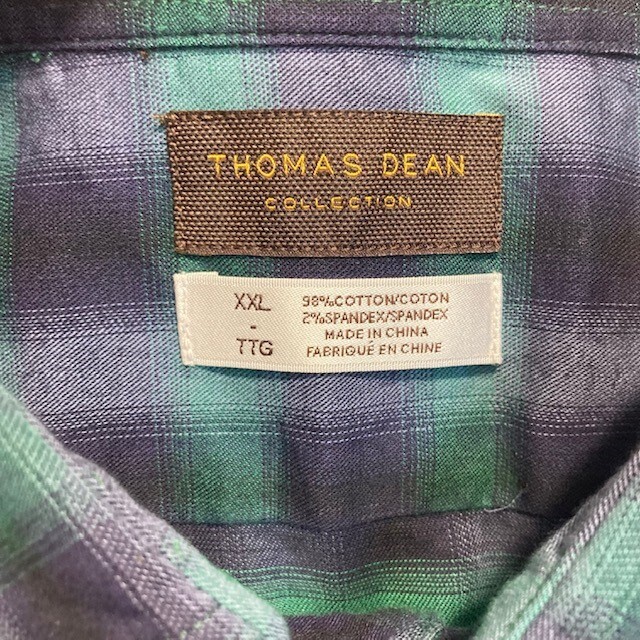 THOMAS DEAN
COLLECTION
XXL
-
TTG
98%COTTON/COTON
2%SPANDEX/SPANDEX
MADE IN CHINA
FABRIQUÉ EN CHINE